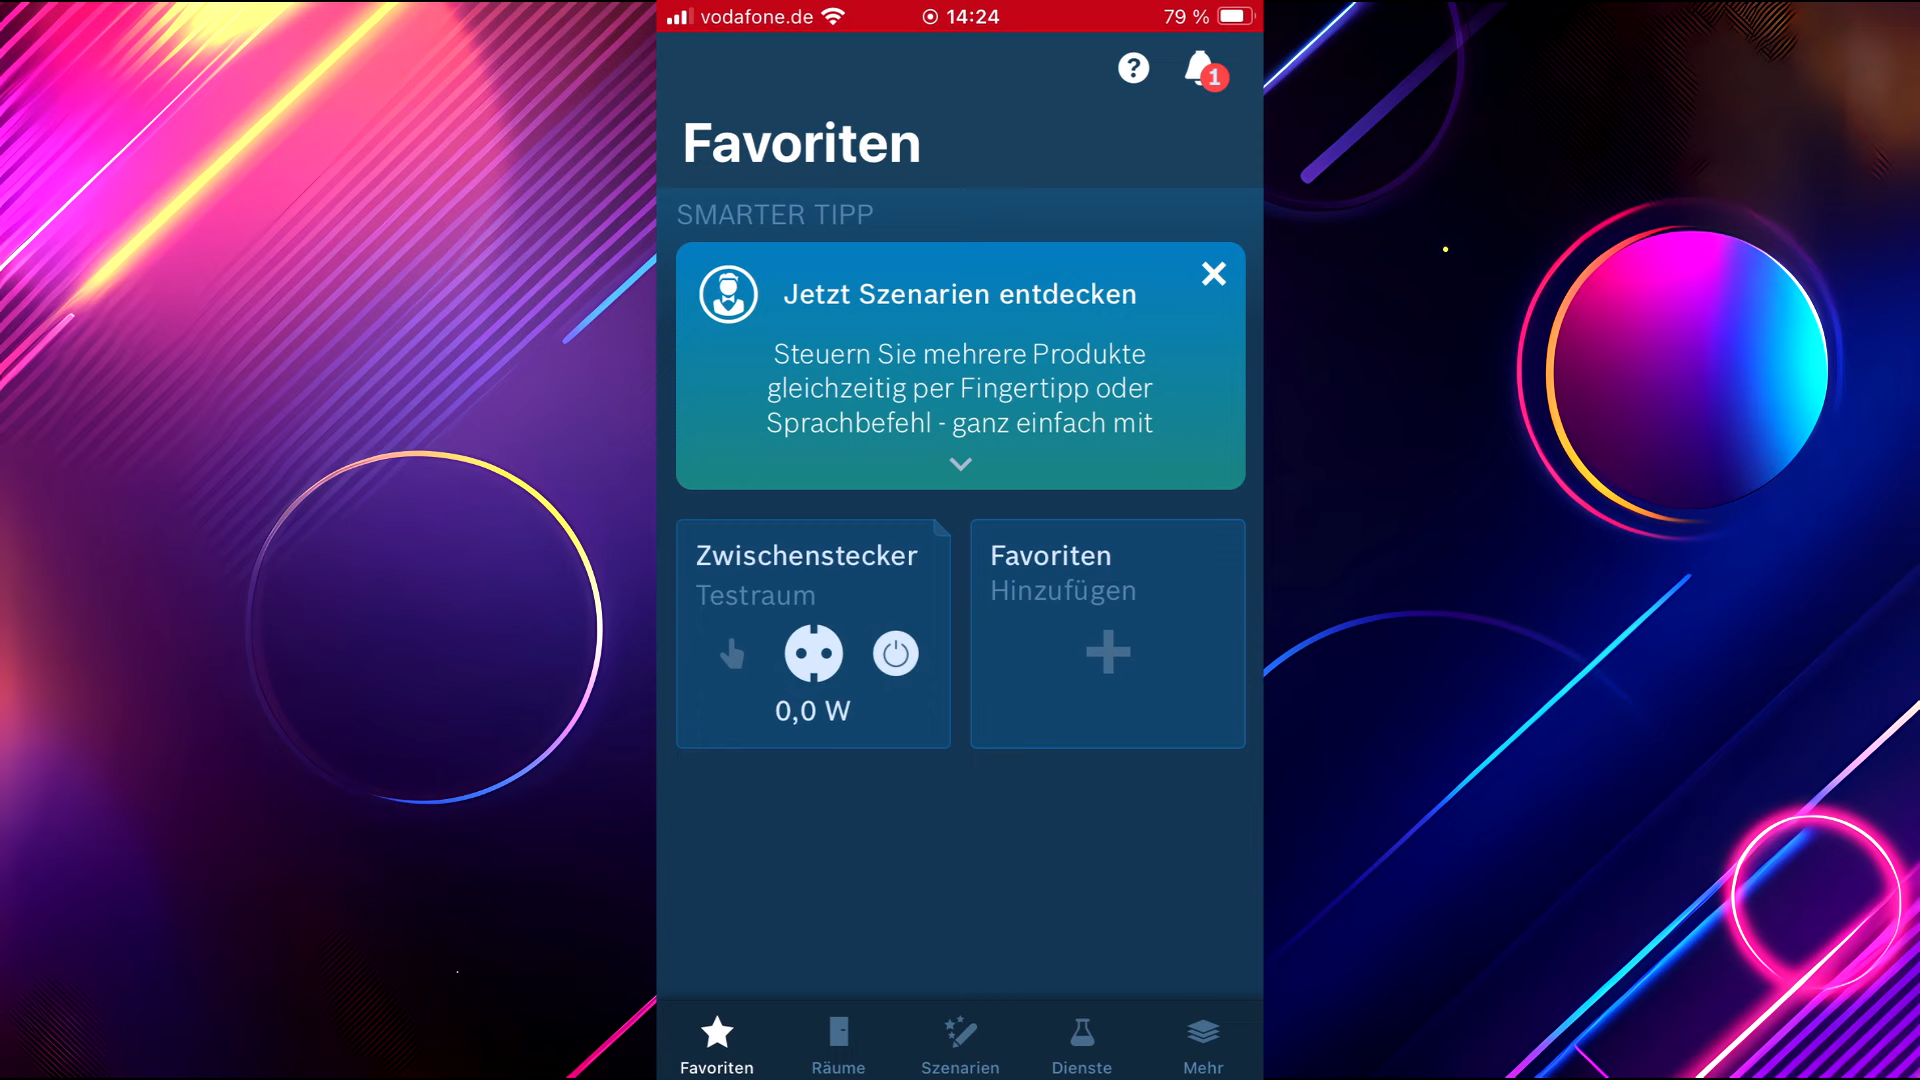 vodafone.de 14:24 79 %
? 1
Favoriten
SMARTER TIPP
Jetzt Szenarien entdecken
Steuern Sie mehrere Produkte
gleichzeitig per Fingertipp oder
Sprachbefehl - ganz einfach mit
Zwischenstecker
Testraum
0,0 W
Favoriten
Hinzufügen
Favoriten Räume Szenarien Dienste Mehr